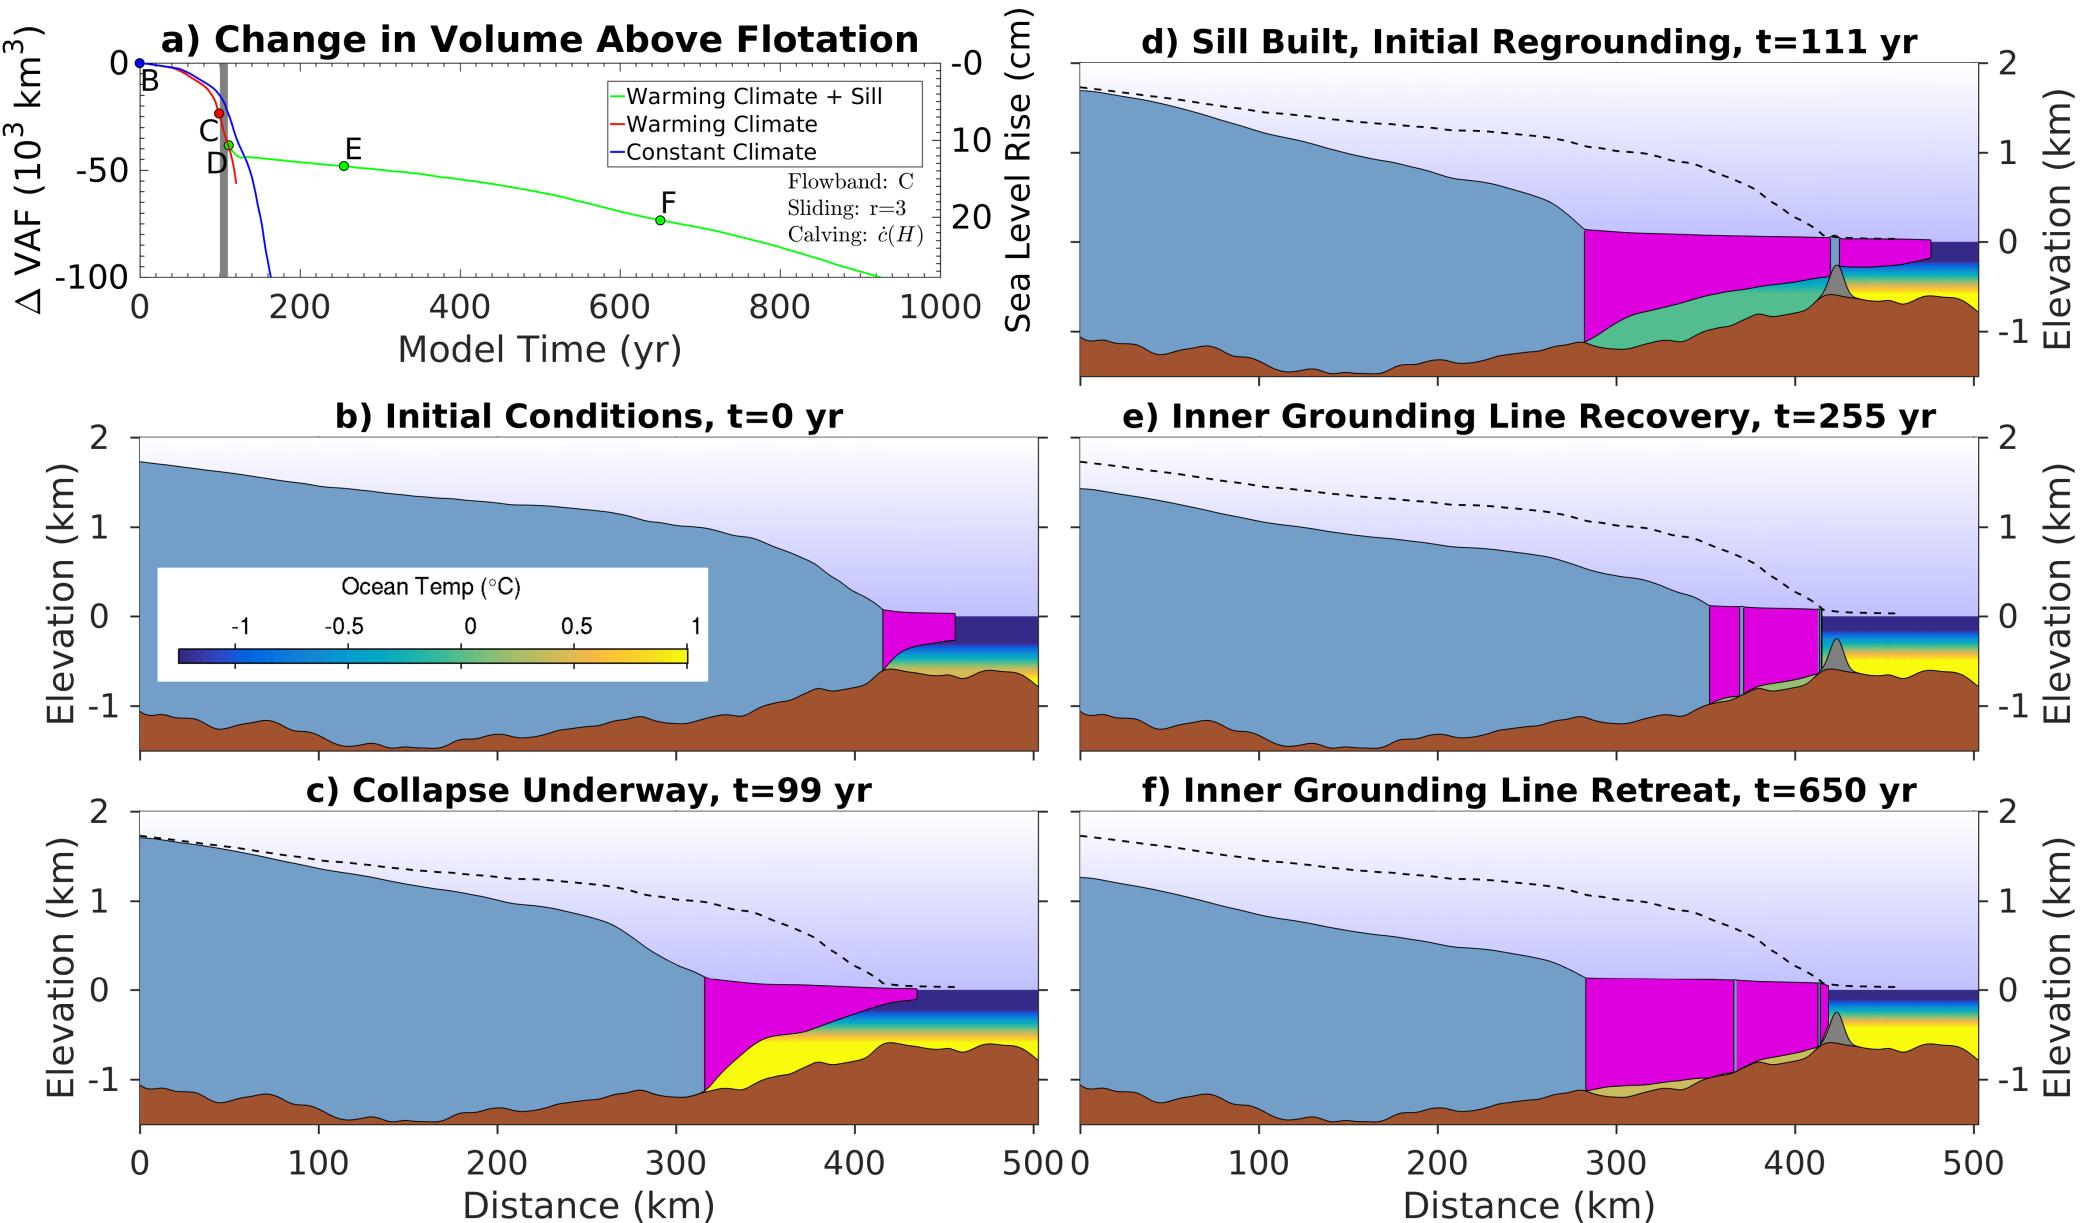 a) Change in Volume Above Flotation
Δ VAF (10³ km³)
0
-50
-100
-0
10
20
Sea Level Rise (cm)
B
C
D
E
F
Warming Climate + Sill
Warming Climate
Constant Climate
Flowband: C
Sliding: r=3
Calving: ċ(H)
0 200 400 600 800 1000
Model Time (yr)
b) Initial Conditions, t=0 yr
Elevation (km)
2
1
0
-1
Ocean Temp (°C)
-1 -0.5 0 0.5 1
c) Collapse Underway, t=99 yr
Elevation (km)
2
1
0
-1
0 100 200 300 400 500
Distance (km)
d) Sill Built, Initial Regrounding, t=111 yr
2
1
0
-1
Elevation (km)
e) Inner Grounding Line Recovery, t=255 yr
2
1
0
-1
Elevation (km)
f) Inner Grounding Line Retreat, t=650 yr
2
1
0
-1
Elevation (km)
0 100 200 300 400 500
Distance (km)